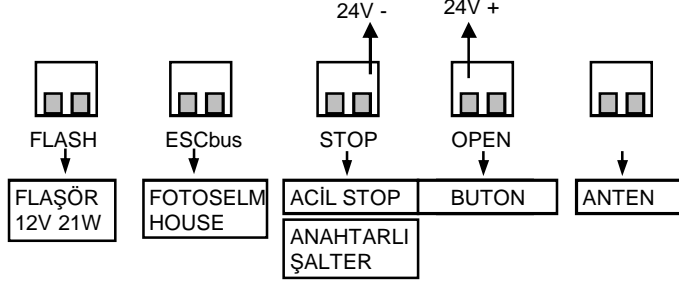 24V - 24V +
FLASH ESCbus STOP OPEN
FLAŞÖR FOTOSELM ACİL STOP BUTON ANTEN
12V 21W HOUSE
ANAHTARLI
ŞALTER